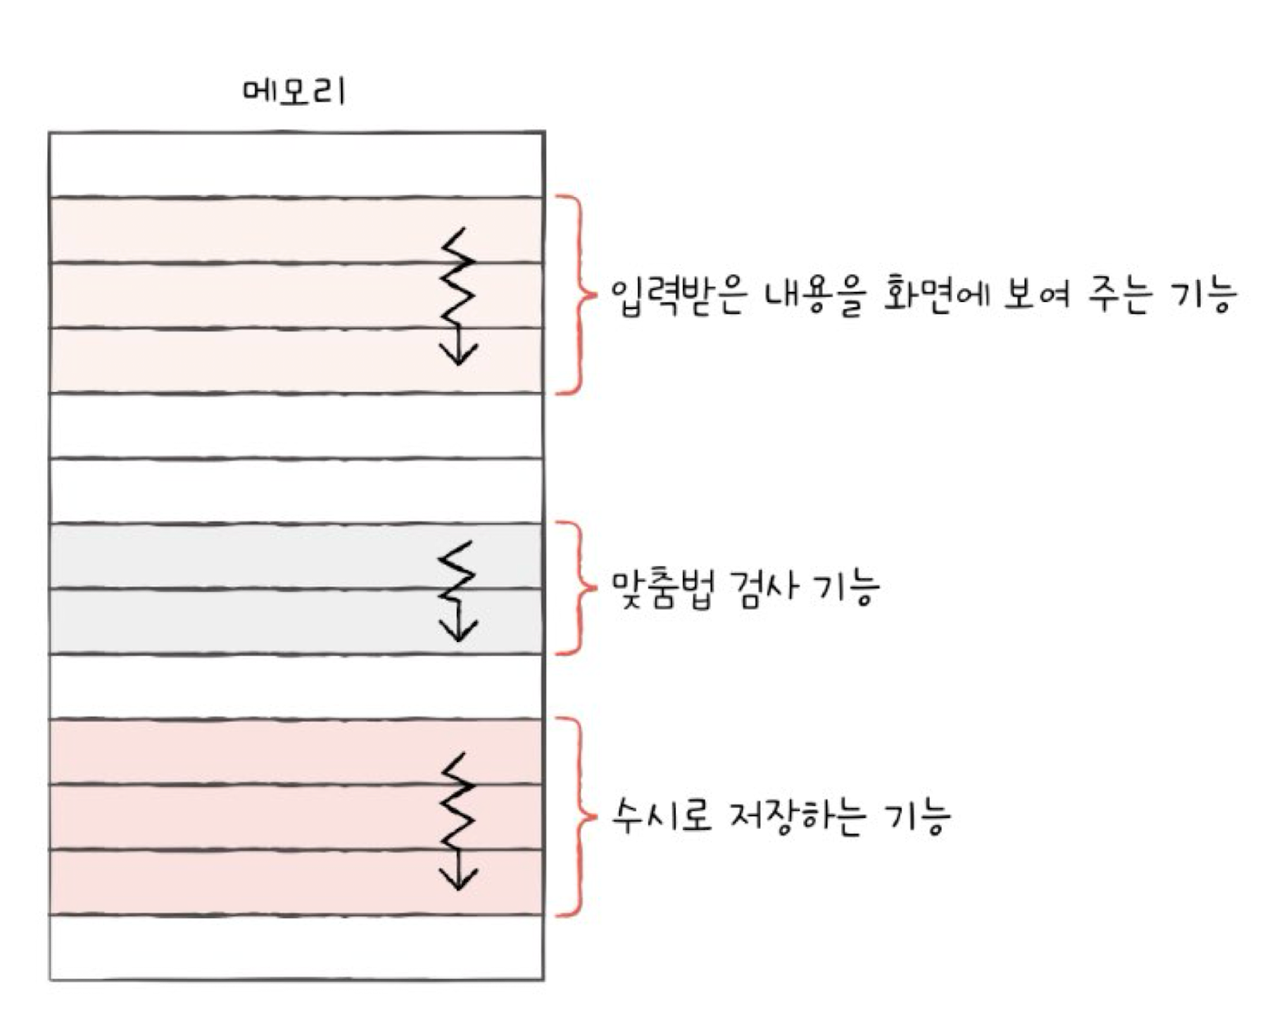 메모리
입력받은 내용을 화면에 보여 주는 기능
맞춤법 검사 기능
수시로 저장하는 기능